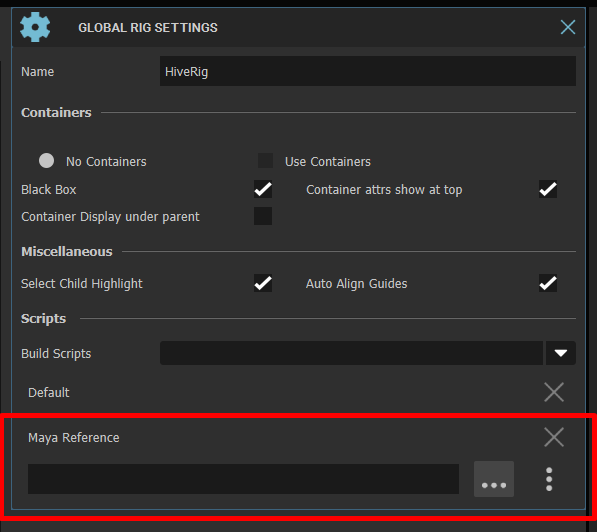 GLOBAL RIG SETTINGS
Name HiveRig
Containers
No Containers Use Containers
Black Box Container attrs show at top
Container Display under parent
Miscellaneous
Select Child Highlight Auto Align Guides
Scripts
Build Scripts
Default
Maya Reference
...